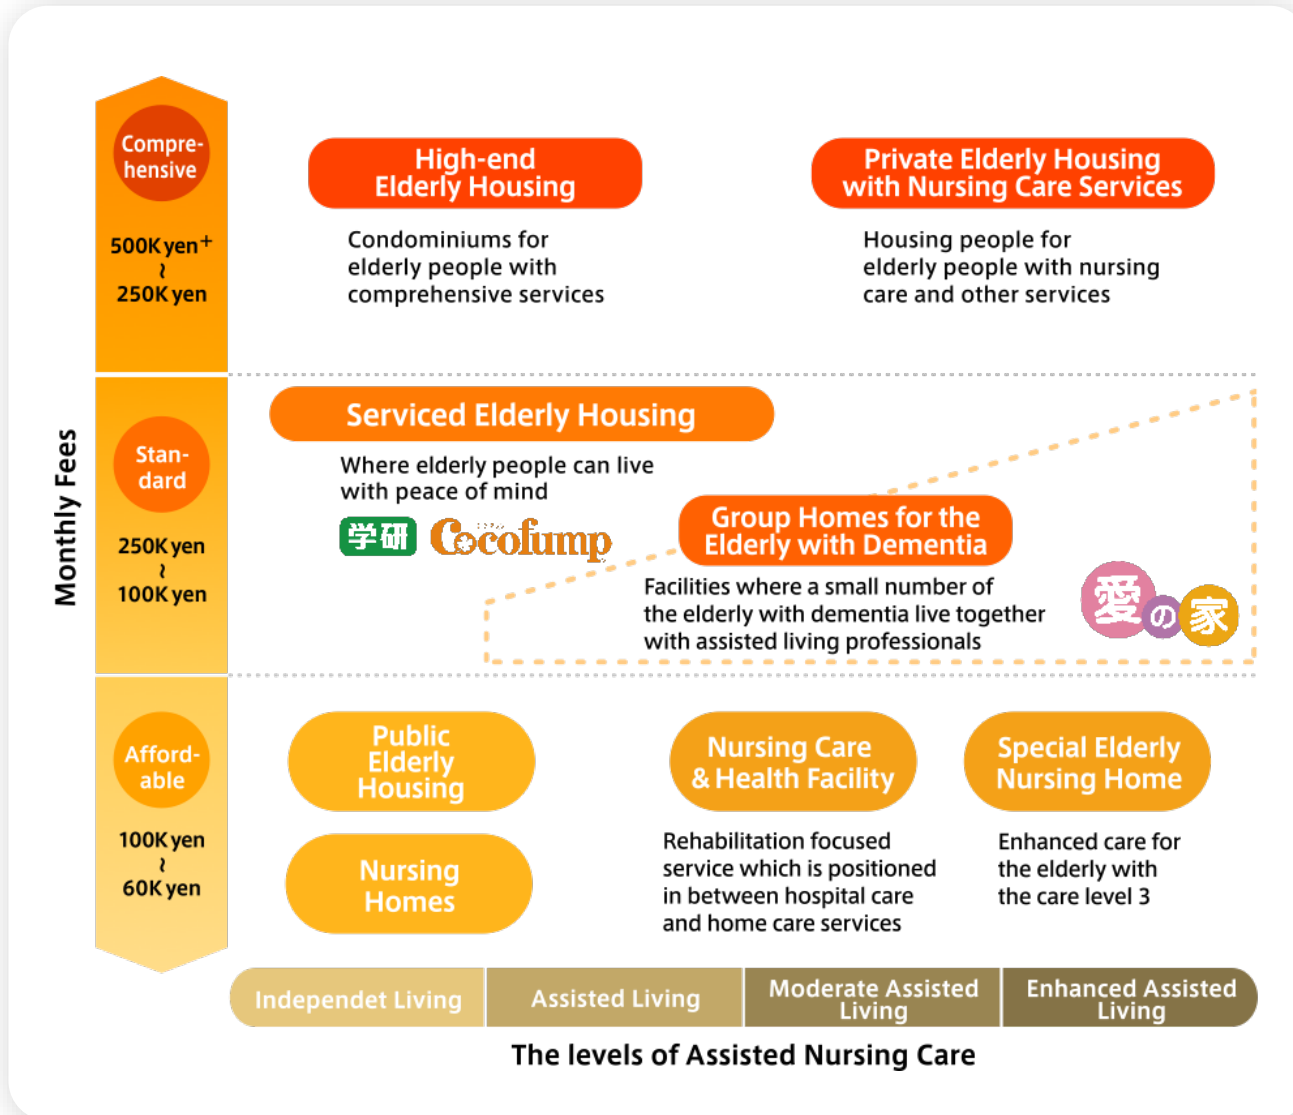 Compre-
hensive
500K yen+
~
250K yen
High-end
Elderly Housing
Condominiums for
elderly people with
comprehensive services
Private Elderly Housing
with Nursing Care Services
Housing people for
elderly people with nursing
care and other services
Monthly Fees
Stan-
dard
250K yen
~
100K yen
Serviced Elderly Housing
Where elderly people can live
with peace of mind
学研 Cocofump
Group Homes for the
Elderly with Dementia
Facilities where a small number of
the elderly with dementia live together
with assisted living professionals
愛の家
Afford-
able
100K yen
~
60K yen
Public
Elderly
Housing
Nursing
Homes
Nursing Care
& Health Facility
Rehabilitation focused
service which is positioned
in between hospital care
and home care services
Special Elderly
Nursing Home
Enhanced care for
the elderly with
the care level 3
Independet Living
Assisted Living
Moderate Assisted
Living
Enhanced Assisted
Living
The levels of Assisted Nursing Care